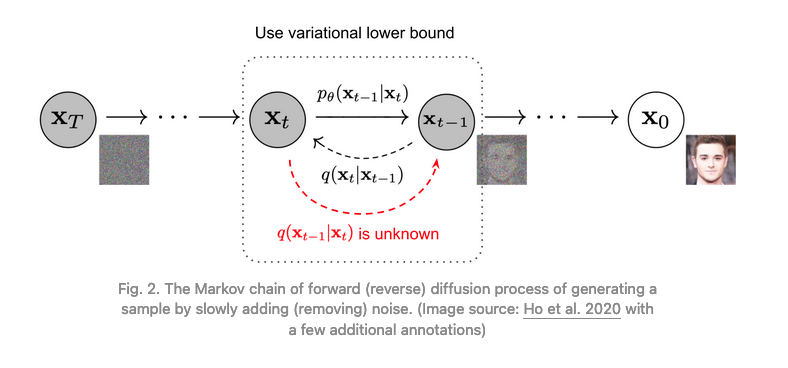 Use variational lower bound
x_T → ··· → x_t p_θ(x_{t−1}|x_t) x_{t−1} → ··· → x_0
q(x_t|x_{t−1})
q(x_{t−1}|x_t) is unknown
Fig. 2. The Markov chain of forward (reverse) diffusion process of generating a
sample by slowly adding (removing) noise. (Image source: Ho et al. 2020 with
a few additional annotations)